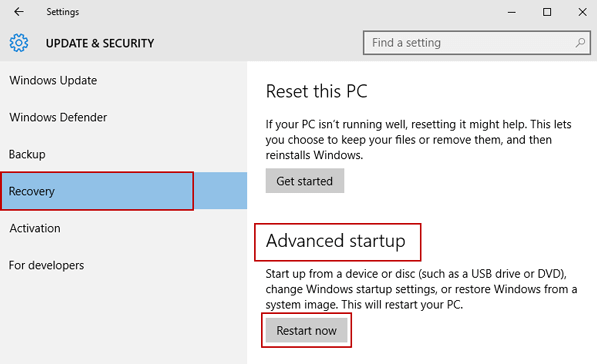 Settings
UPDATE & SECURITY
Find a setting
Windows Update
Windows Defender
Backup
Recovery
Activation
For developers
Reset this PC
If your PC isn't running well, resetting it might help. This lets
you choose to keep your files or remove them, and then
reinstalls Windows.
Get started
Advanced startup
Start up from a device or disc (such as a USB drive or DVD),
change Windows startup settings, or restore Windows from a
system image. This will restart your PC.
Restart now